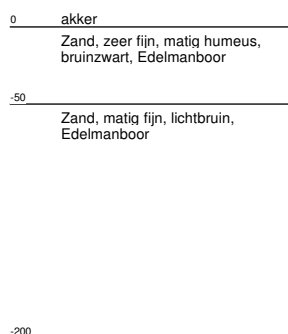 0 akker
Zand, zeer fijn, matig humeus,
bruinzwart, Edelmanboor
-50
Zand, matig fijn, lichtbruin,
Edelmanboor
-200